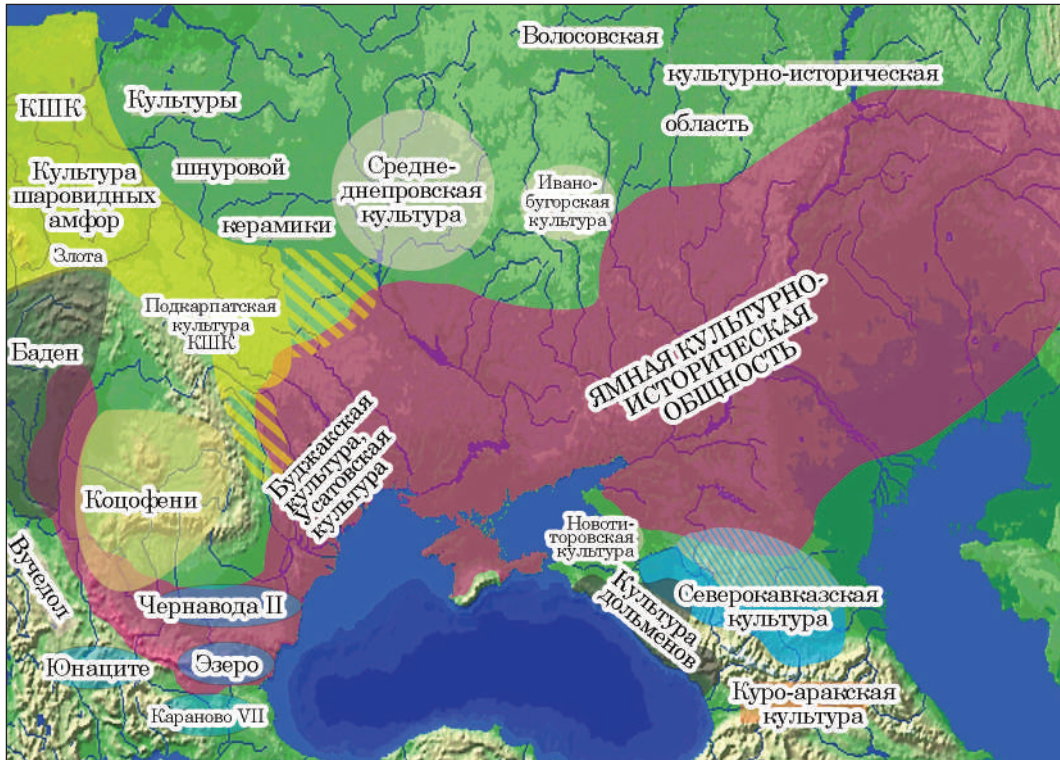 Волосовская
культурно-историческая
область
КШК
Культуры
шнуровой
керамики
Культура
шаровидных
амфор
Средне-
днепровская
культура
Ивано-
бугорская
культура
Злота
Подкарпатская
культура
КШК
Баден
ЯМНАЯ КУЛЬТУРНО-
ИСТОРИЧЕСКАЯ
ОБЩНОСТЬ
Буджакская
культура,
Усатовская
культура
Коцофени
Вучедол
Чернавода II
Юнаците
Эзеро
Караново VII
Новоти-
торовская
культура
Культура
дольменов
Северокавказская
культура
Куро-аракская
культура